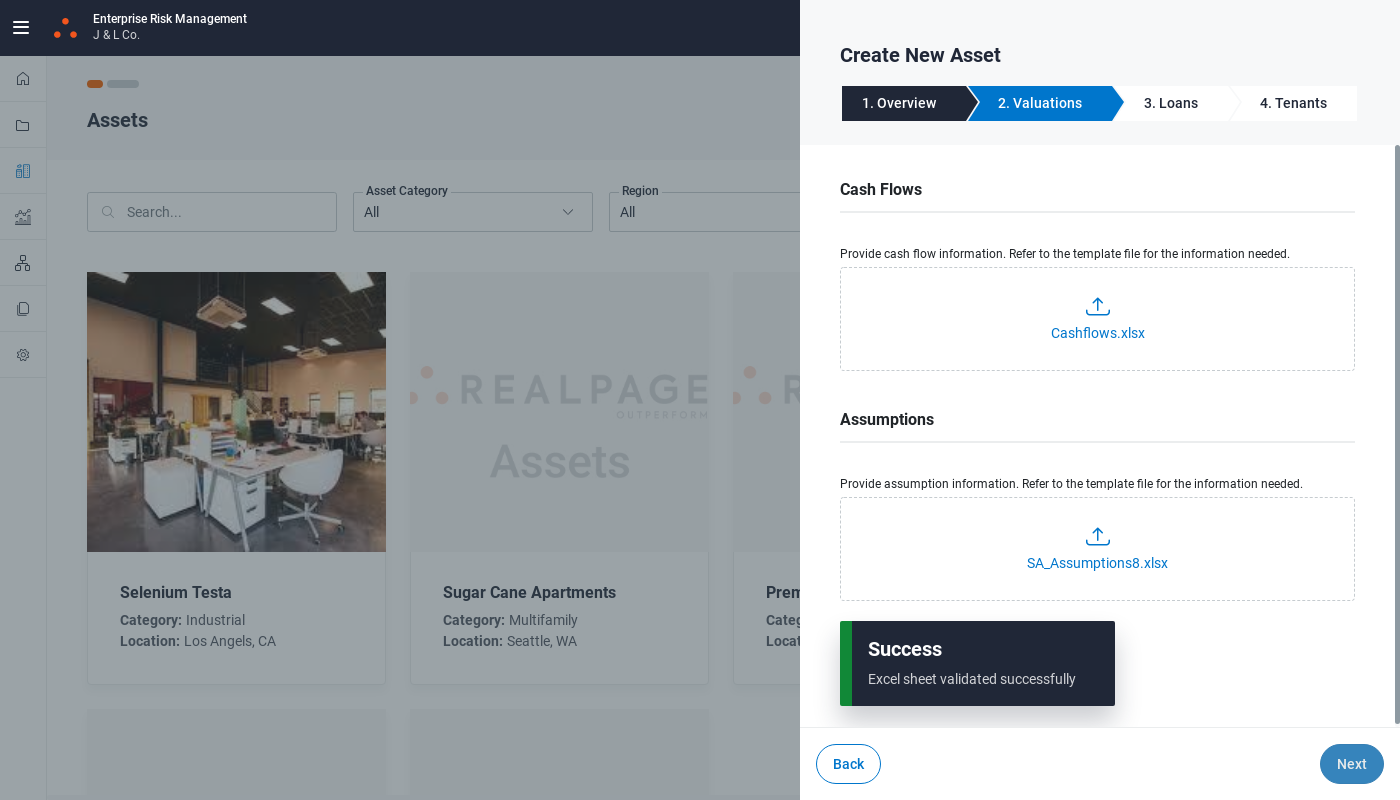 Enterprise Risk Management
J & L Co.
Assets
Search...
Asset Category
All
Region
All
REALPAGE
OUTPERFORM
Assets
Selenium Testa
Category: Industrial
Location: Los Angels, CA
Sugar Cane Apartments
Category: Multifamily
Location: Seattle, WA
R
Prem
Categ
Locat
Create New Asset
1. Overview
2. Valuations
3. Loans
4. Tenants
Cash Flows
Provide cash flow information. Refer to the template file for the information needed.
Cashflows.xlsx
Assumptions
Provide assumption information. Refer to the template file for the information needed.
SA_Assumptions8.xlsx
Success
Excel sheet validated successfully
Back
Next